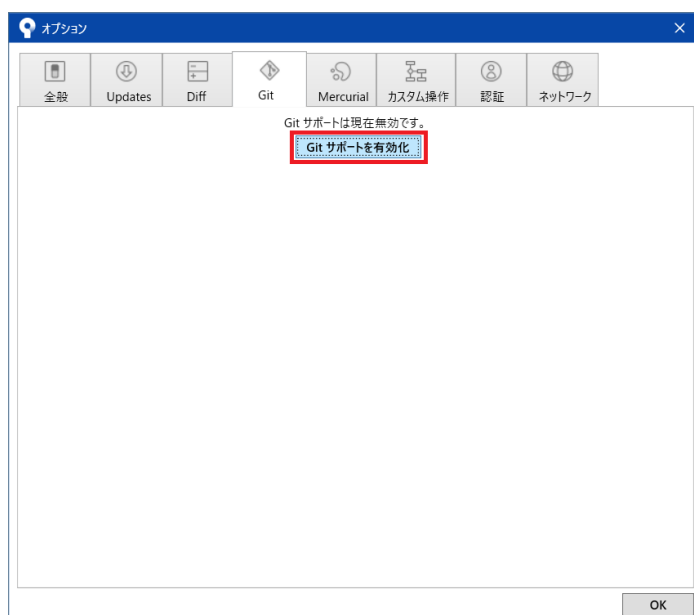 オプション
全般 Updates Diff Git Mercurial カスタム操作 認証 ネットワーク
Git サポートは現在無効です。
Git サポートを有効化
OK